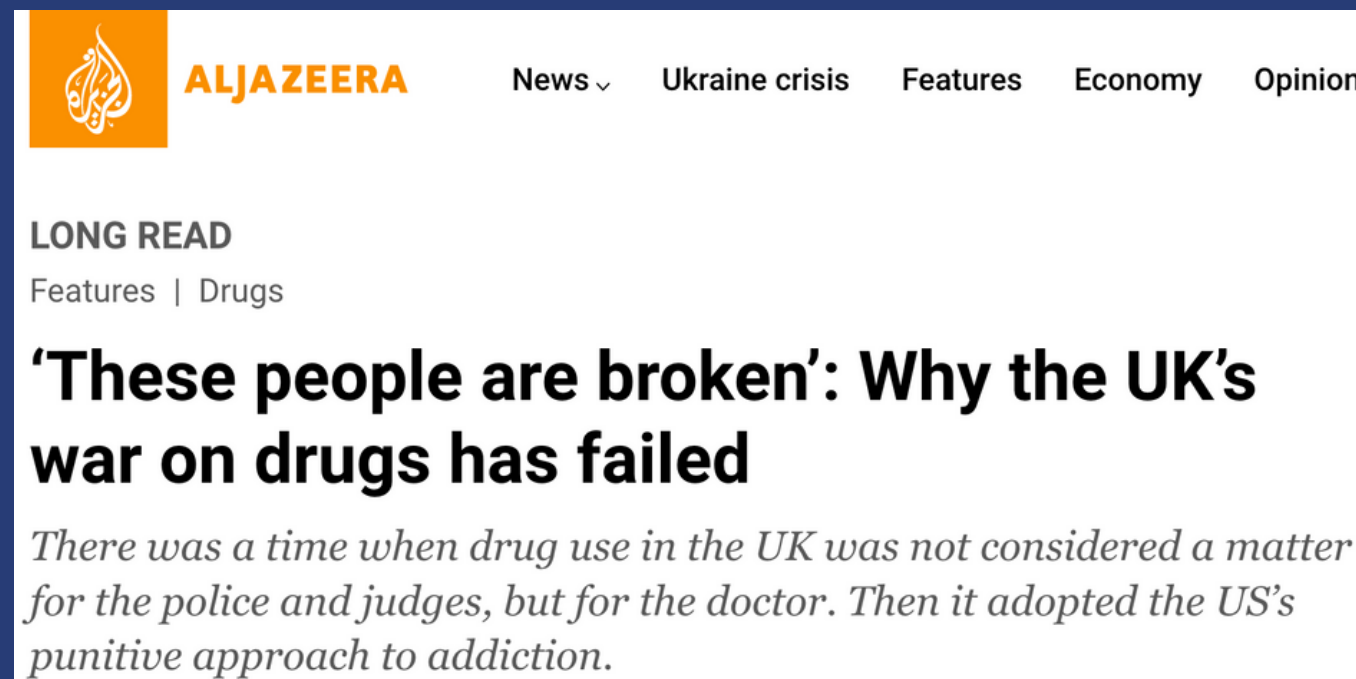 ALJAZEERA News Ukraine crisis Features Economy Opinion
LONG READ
Features | Drugs
‘These people are broken’: Why the UK’s
war on drugs has failed
There was a time when drug use in the UK was not considered a matter
for the police and judges, but for the doctor. Then it adopted the US’s
punitive approach to addiction.